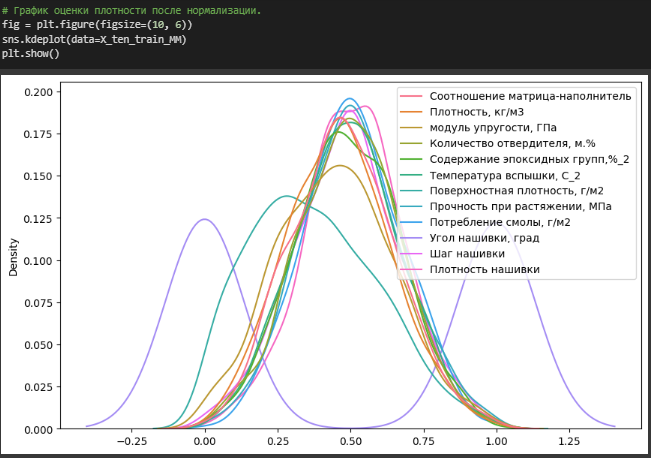 # График оценки плотности после нормализации.
fig = plt.figure(figsize=(10, 6))
sns.kdeplot(data=X_ten_train_MM)
plt.show()
0.200
0.175
0.150
0.125
0.100
0.075
0.050
0.025
0.000
Density
Соотношение матрица-наполнитель
Плотность, кг/м3
модуль упругости, ГПа
Количество отвердителя, м.%
Содержание эпоксидных групп,%_2
Температура вспышки, С_2
Поверхностная плотность, г/м2
Прочность при растяжении, МПа
Потребление смолы, г/м2
Угол нашивки, град
Шаг нашивки
Плотность нашивки
−0.25 0.00 0.25 0.50 0.75 1.00 1.25